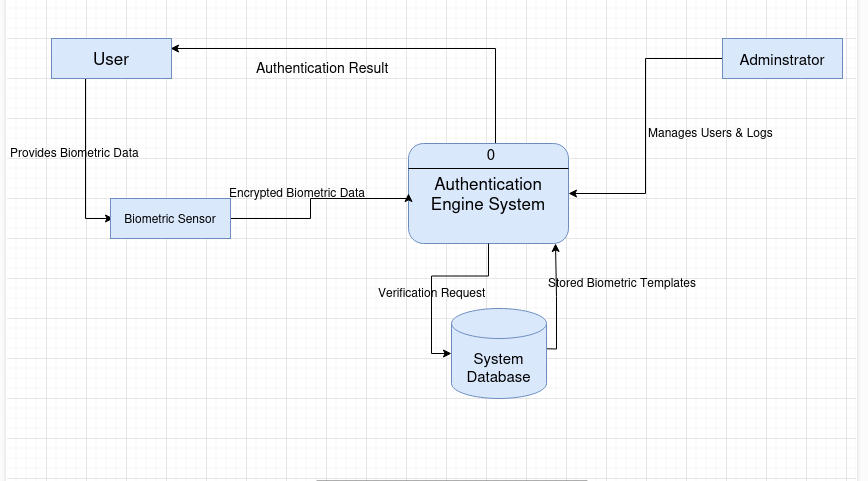 User
Authentication Result
Adminstrator
Manages Users & Logs
0
Authentication
Engine System
Provides Biometric Data
Encrypted Biometric Data
Biometric Sensor
Verification Request
Stored Biometric Templates
System
Database